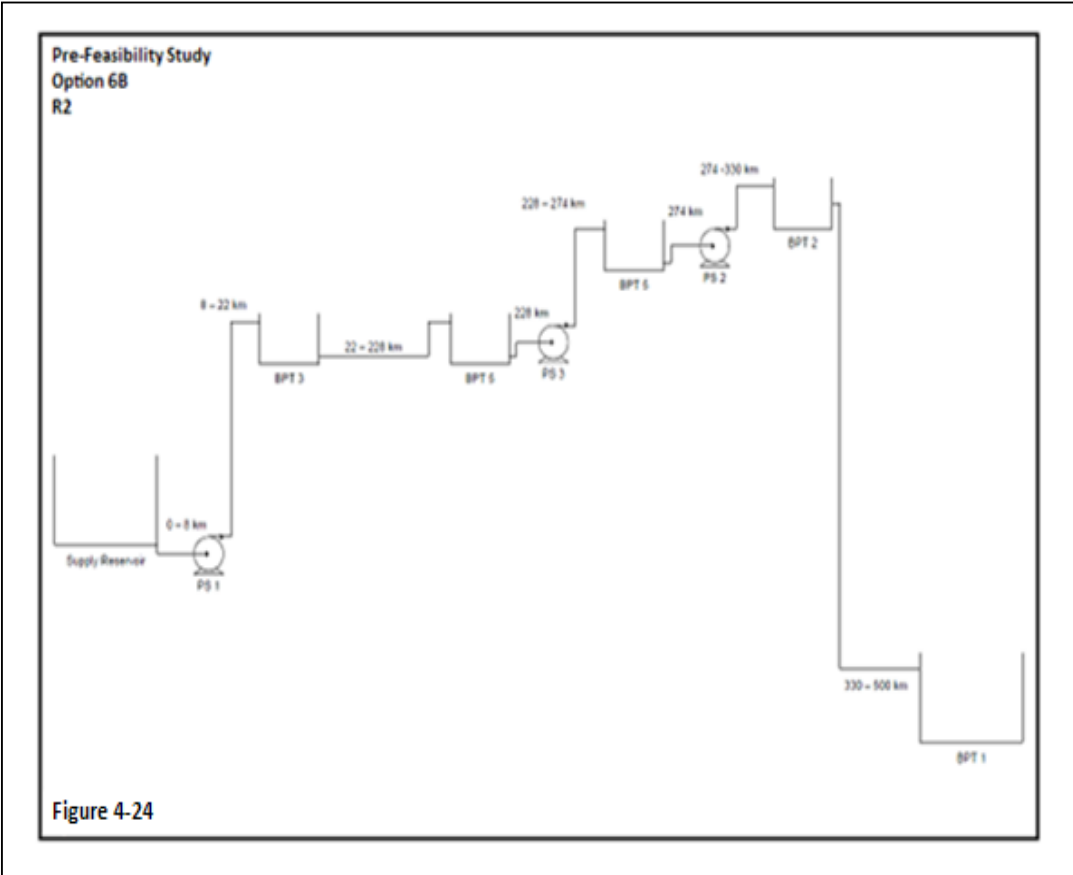 Pre-Feasibility Study
Option 6B
R2
274 -330 km
228 – 274 km
274 km
BPT 2
PS 2
BPT 5
8 – 22 km
228 km
22 – 228 km
PS 3
BPT 3
BPT 5
0 – 8 km
Supply Reservoir
PS 1
330 – 500 km
BPT 1
Figure 4-24